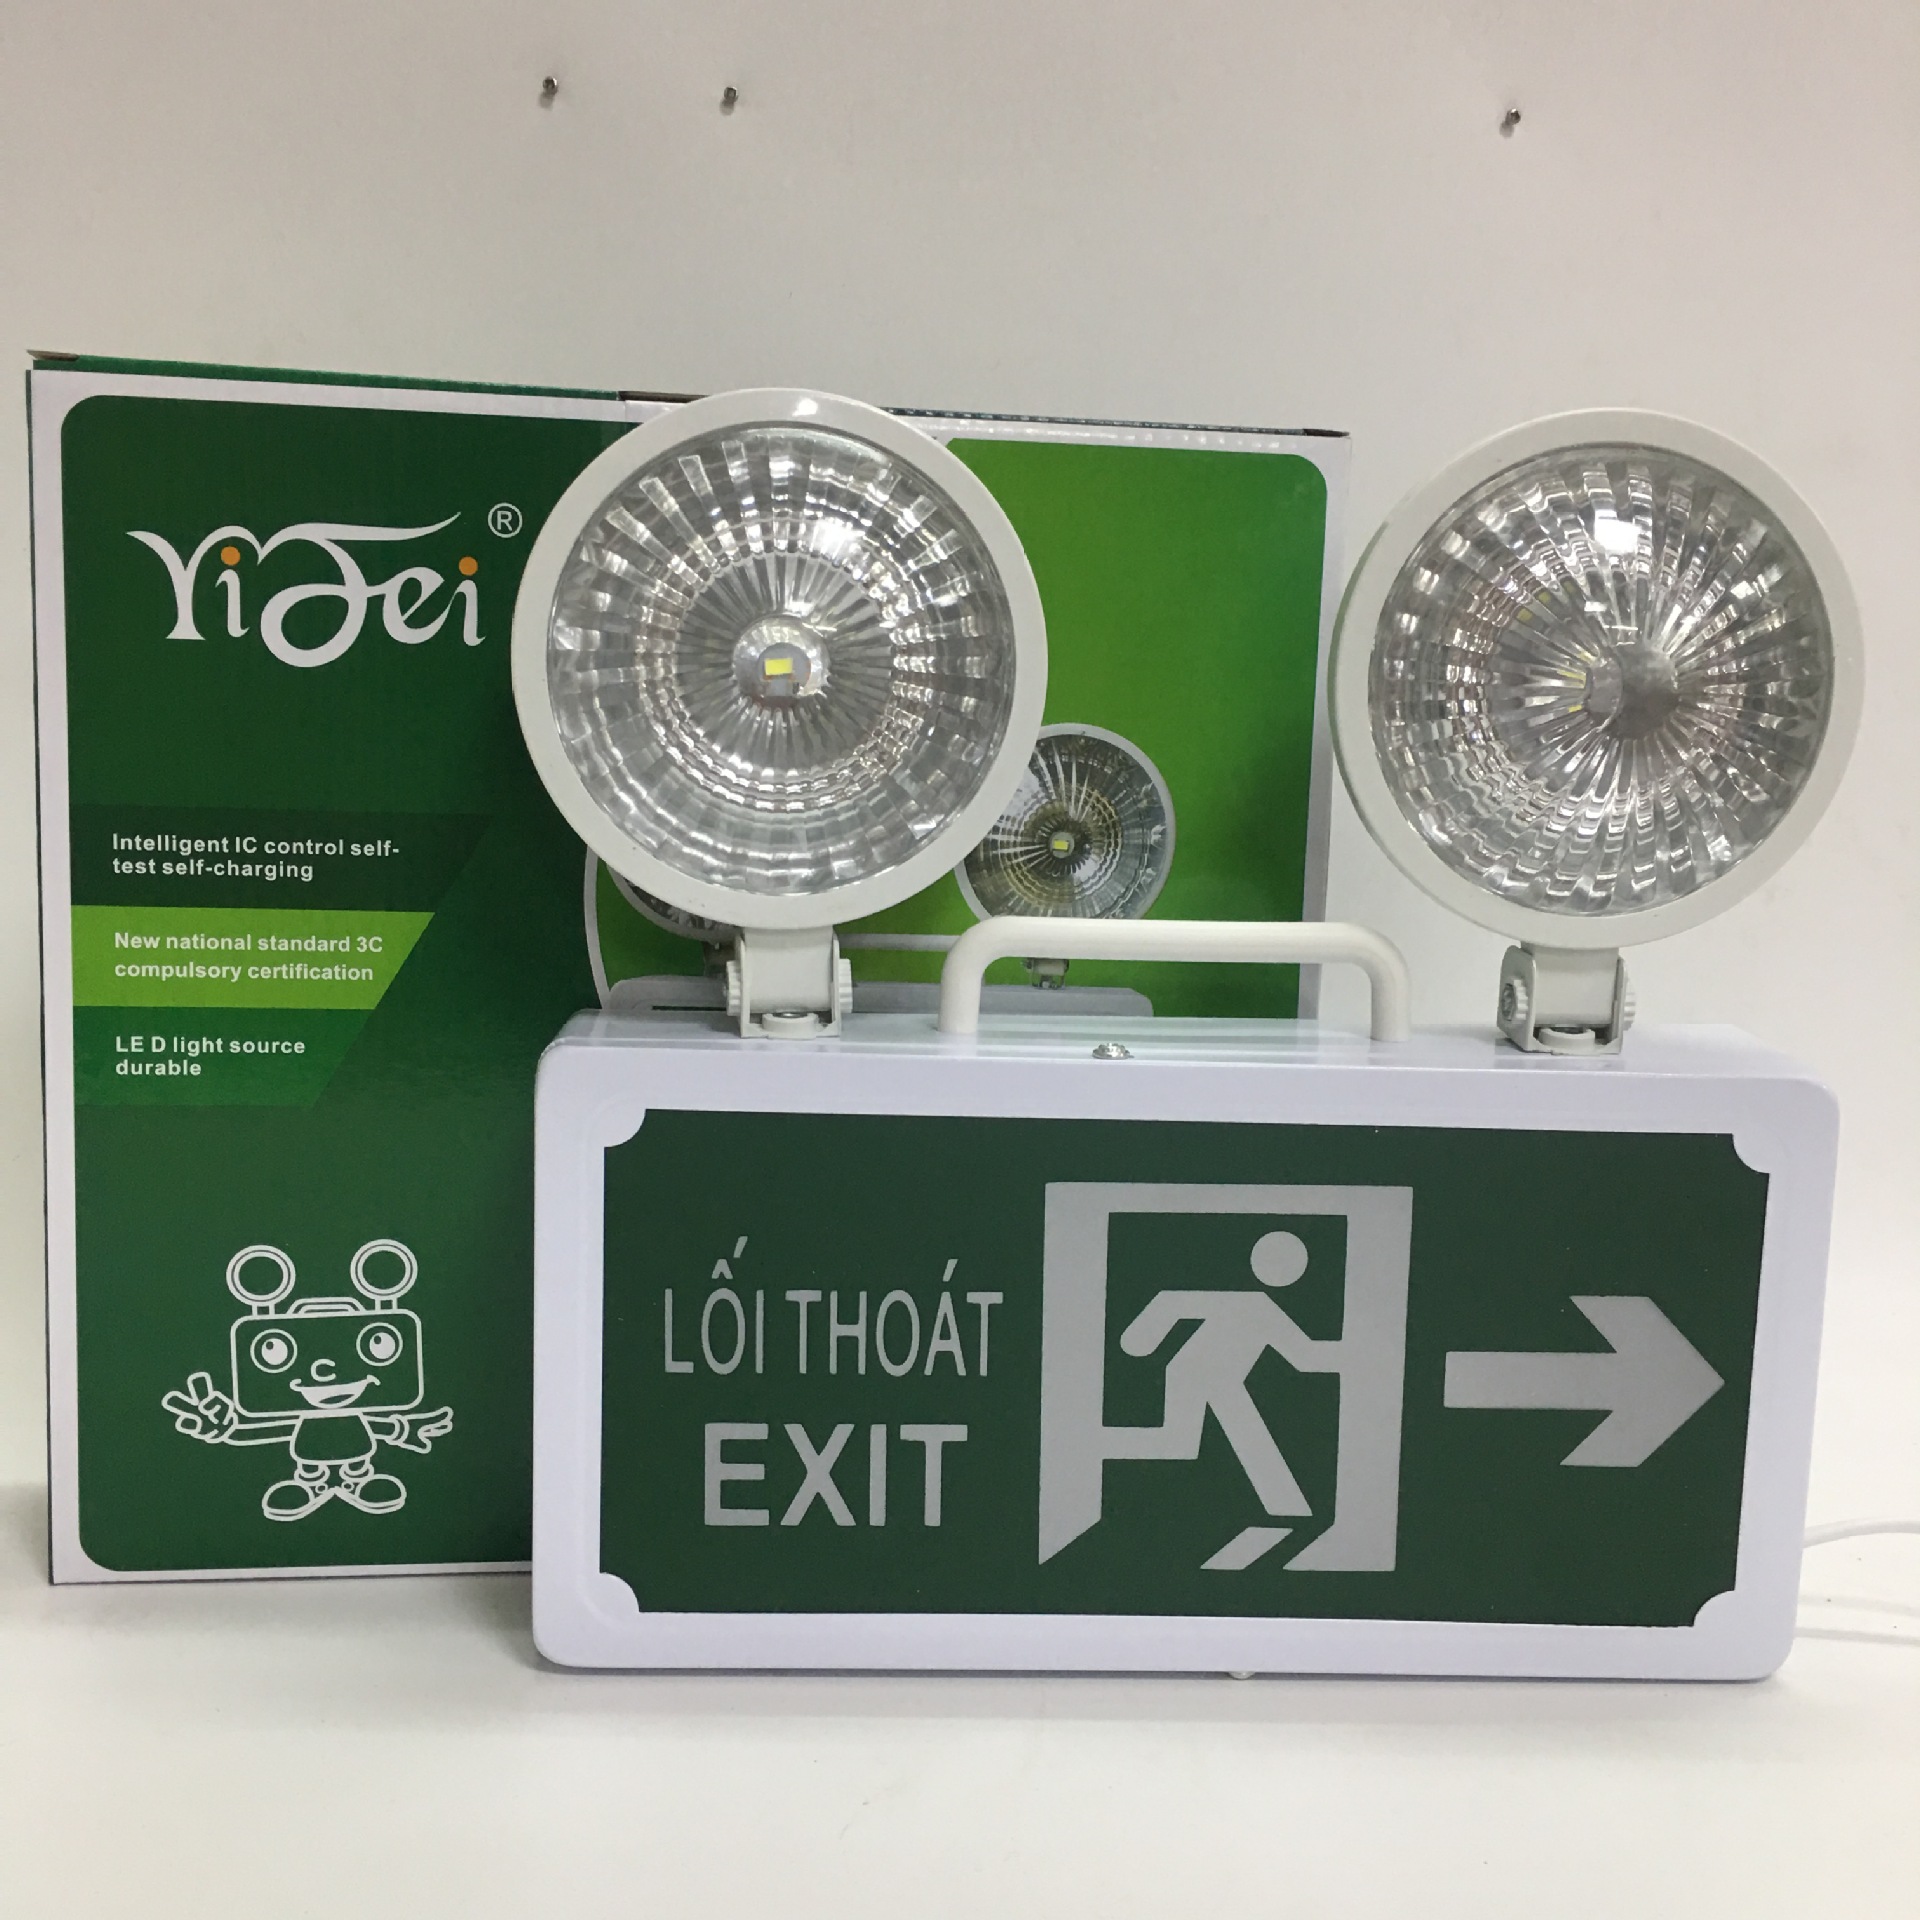 YiFei ®
Intelligent IC control self-
test self-charging
New national standard 3C
compulsory certification
LE D light source
durable
LỐI THOÁT
EXIT